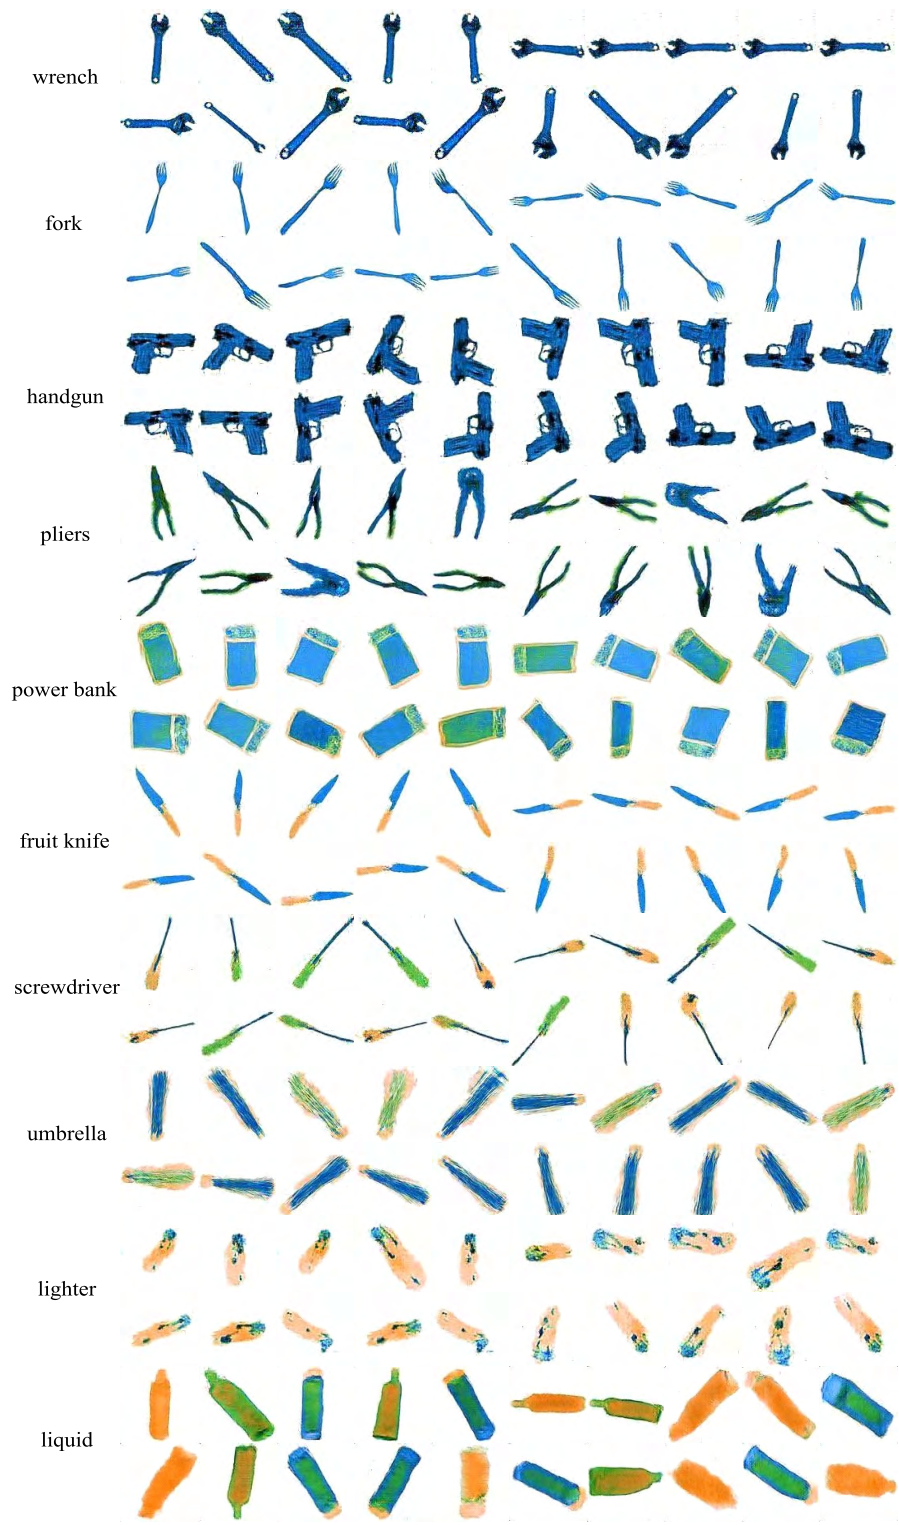 wrench
fork
handgun
pliers
power bank
fruit knife
screwdriver
umbrella
lighter
liquid